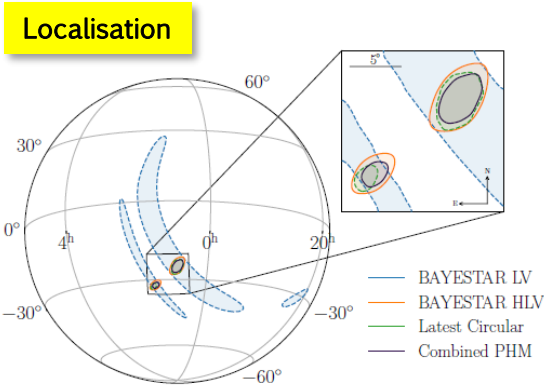 Localisation
60°
30°
0°
4h
0h
20h
−30°
−30°
−60°
5°
N
E
BAYESTAR LV
BAYESTAR HLV
Latest Circular
Combined PHM